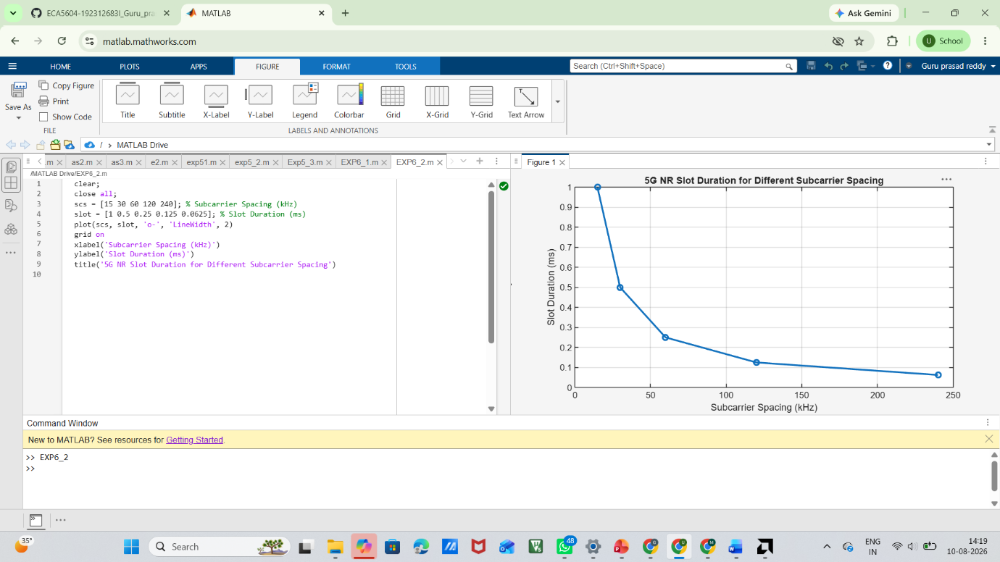 ECA5604-192312683I_Guru_pra
MATLAB
Ask Gemini
matlab.mathworks.com
U School
HOME PLOTS APPS FIGURE FORMAT TOOLS
Search (Ctrl+Shift+Space)
Guru prasad reddy
Save As
Copy Figure
Print
Show Code
FILE
Title Subtitle X-Label Y-Label Legend Colorbar Grid X-Grid Y-Grid Text Arrow
LABELS AND ANNOTATIONS
/ › MATLAB Drive
.m as2.m as3.m e2.m exp51.m exp5_2.m Exp5_3.m EXP6_1.m EXP6_2.m
/MATLAB Drive/EXP6_2.m
1 clear;
2 close all;
3 scs = [15 30 60 120 240]; % Subcarrier Spacing (kHz)
4 slot = [1 0.5 0.25 0.125 0.0625]; % Slot Duration (ms)
5 plot(scs, slot, 'o-', 'LineWidth', 2)
6 grid on
7 xlabel('Subcarrier Spacing (kHz)')
8 ylabel('Slot Duration (ms)')
9 title('5G NR Slot Duration for Different Subcarrier Spacing')
10
Figure 1
5G NR Slot Duration for Different Subcarrier Spacing
1
0.9
0.8
0.7
0.6
0.5
0.4
0.3
0.2
0.1
0
Slot Duration (ms)
0 50 100 150 200 250
Subcarrier Spacing (kHz)
Command Window
New to MATLAB? See resources for Getting Started.
>> EXP6_2
>>
35°
Search
48
ENG
IN
14:19
10-08-2026